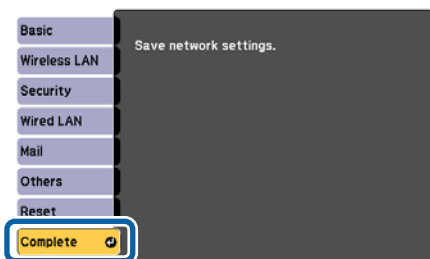 Basic
Wireless LAN
Security
Wired LAN
Mail
Others
Reset
Complete
Save network settings.